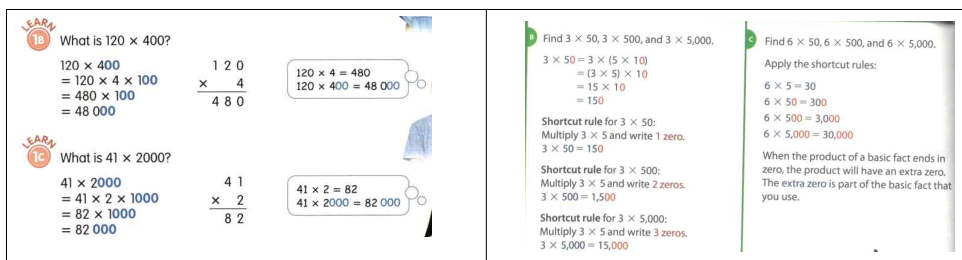 LEARN
1B What is 120 × 400?
120 × 400
= 120 × 4 × 100
= 480 × 100
= 48 000
1 2 0
× 4
4 8 0
120 × 4 = 480
120 × 400 = 48 000
LEARN
1C What is 41 × 2000?
41 × 2000
= 41 × 2 × 1000
= 82 × 1000
= 82 000
4 1
× 2
8 2
41 × 2 = 82
41 × 2000 = 82 000
B Find 3 × 50, 3 × 500, and 3 × 5,000.
3 × 50 = 3 × (5 × 10)
= (3 × 5) × 10
= 15 × 10
= 150
Shortcut rule for 3 × 50:
Multiply 3 × 5 and write 1 zero.
3 × 50 = 150
Shortcut rule for 3 × 500:
Multiply 3 × 5 and write 2 zeros.
3 × 500 = 1,500
Shortcut rule for 3 × 5,000:
Multiply 3 × 5 and write 3 zeros.
3 × 5,000 = 15,000
C Find 6 × 50, 6 × 500, and 6 × 5,000.
Apply the shortcut rules:
6 × 5 = 30
6 × 50 = 300
6 × 500 = 3,000
6 × 5,000 = 30,000
When the product of a basic fact ends in
zero, the product will have an extra zero.
The extra zero is part of the basic fact that
you use.